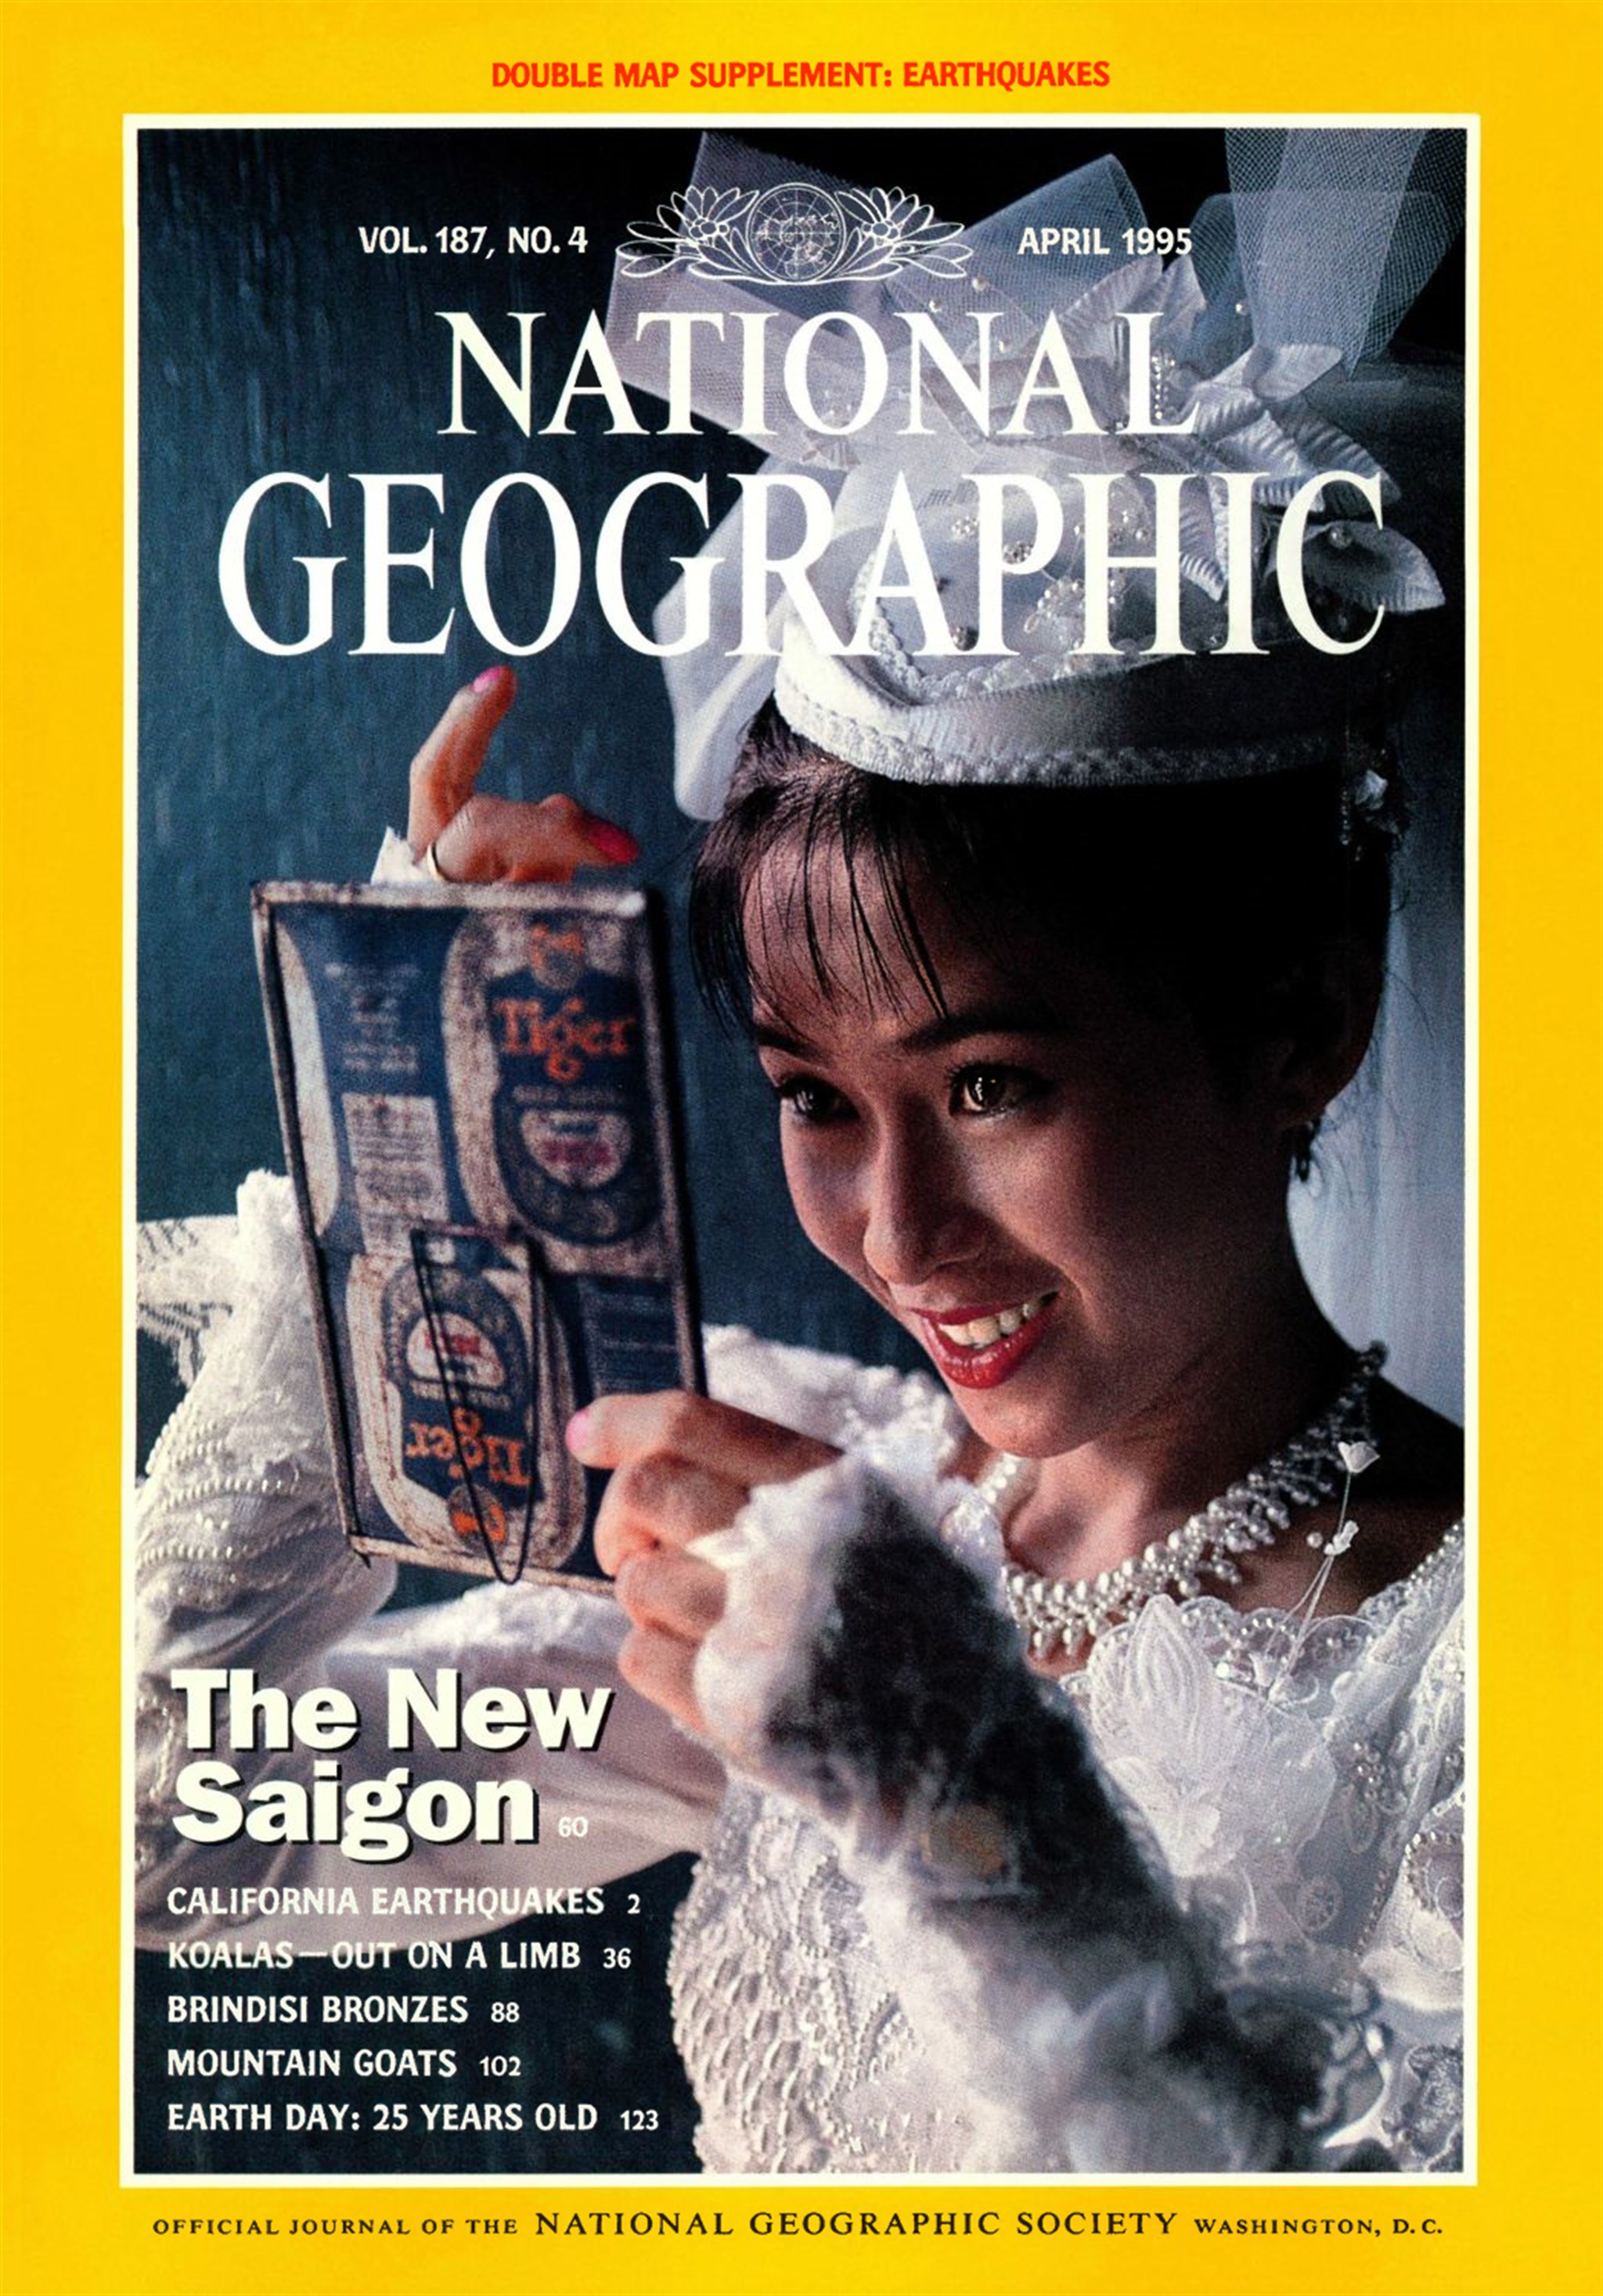 DOUBLE MAP SUPPLEMENT: EARTHQUAKES
VOL. 187, NO. 4
APRIL 1995
NATIONAL
GEOGRAPHIC
Tiger
Tiger
The New
Saigon 60
CALIFORNIA EARTHQUAKES 2
KOALAS—OUT ON A LIMB 36
BRINDISI BRONZES 88
MOUNTAIN GOATS 102
EARTH DAY: 25 YEARS OLD 123
OFFICIAL JOURNAL OF THE NATIONAL GEOGRAPHIC SOCIETY WASHINGTON, D.C.